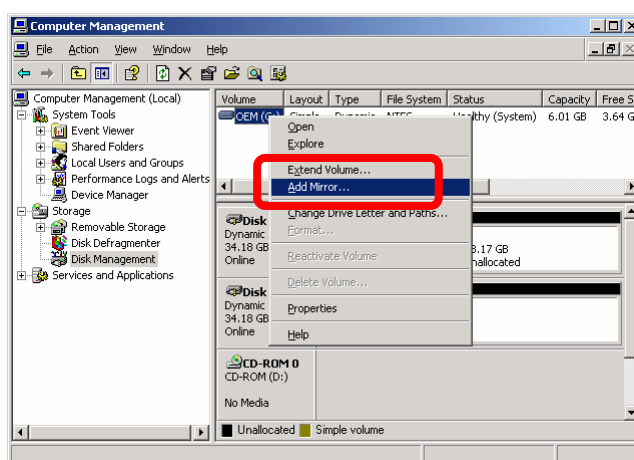 Computer Management
File Action View Window Help
Computer Management (Local)
System Tools
Event Viewer
Shared Folders
Local Users and Groups
Performance Logs and Alerts
Device Manager
Storage
Removable Storage
Disk Defragmenter
Disk Management
Services and Applications
Volume Layout Type File System Status Capacity Free S
OEM (C:) Simple Dynamic NTFS Healthy (System) 6.01 GB 3.64 G
Open
Explore
Extend Volume...
Add Mirror...
Change Drive Letter and Paths...
Format...
Reactivate Volume
Delete Volume...
Properties
Help
Disk
Dynamic
34.18 GB
Online
8.17 GB
nallocated
Disk
Dynamic
34.18 GB
Online
CD-ROM 0
CD-ROM (D:)
No Media
Unallocated Simple volume